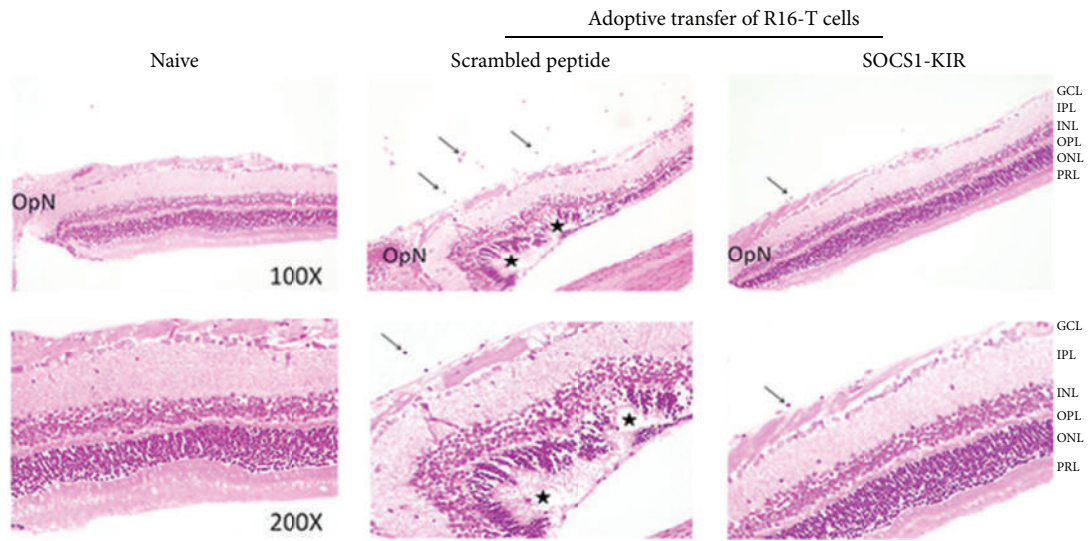 Adoptive transfer of R16-T cells
Naive
Scrambled peptide
SOCS1-KIR
OpN
100X
OpN
OpN
GCL
IPL
INL
OPL
ONL
PRL
200X
GCL
IPL
INL
OPL
ONL
PRL